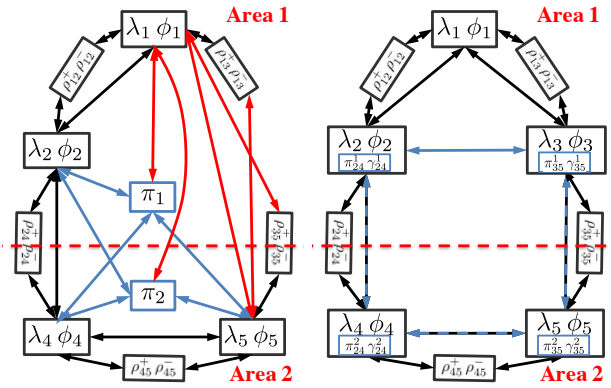 Area 1
λ₁ ϕ₁
ρ₁₂⁺ ρ₁₂⁻
ρ₁₃⁺ ρ₁₃⁻
λ₂ ϕ₂
π₁
ρ₂₄⁺ ρ₂₄⁻
ρ₃₅⁺ ρ₃₅⁻
π₂
λ₄ ϕ₄
λ₅ ϕ₅
ρ₄₅⁺ ρ₄₅⁻
Area 2
Area 1
λ₁ ϕ₁
ρ₁₂⁺ ρ₁₂⁻
ρ₁₃⁺ ρ₁₃⁻
λ₂ ϕ₂
π₂₄¹ γ₂₄¹
λ₃ ϕ₃
π₃₅¹ γ₃₅¹
ρ₂₄⁺ ρ₂₄⁻
ρ₃₅⁺ ρ₃₅⁻
λ₄ ϕ₄
π₂₄² γ₂₄²
λ₅ ϕ₅
π₃₅² γ₃₅²
ρ₄₅⁺ ρ₄₅⁻
Area 2